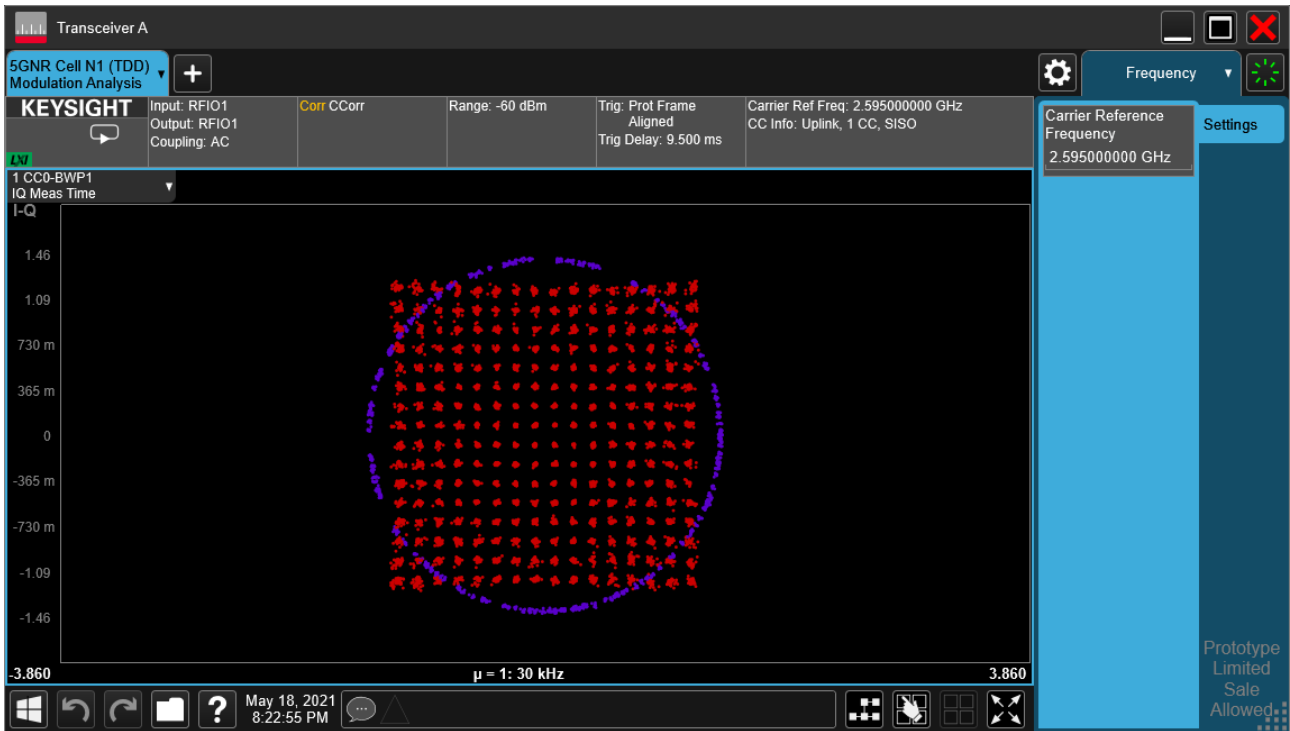 Transceiver A
5GNR Cell N1 (TDD)
Modulation Analysis
Frequency
KEYSIGHT
LXI
Input: RFIO1
Output: RFIO1
Coupling: AC
Corr CCorr
Range: -60 dBm
Trig: Prot Frame
Aligned
Trig Delay: 9.500 ms
Carrier Ref Freq: 2.595000000 GHz
CC Info: Uplink, 1 CC, SISO
Carrier Reference
Frequency
2.595000000 GHz
Settings
1 CC0-BWP1
IQ Meas Time
I-Q
1.46
1.09
730 m
365 m
0
-365 m
-730 m
-1.09
-1.46
-3.860
µ = 1: 30 kHz
3.860
May 18, 2021
8:22:55 PM
Prototype
Limited
Sale
Allowed